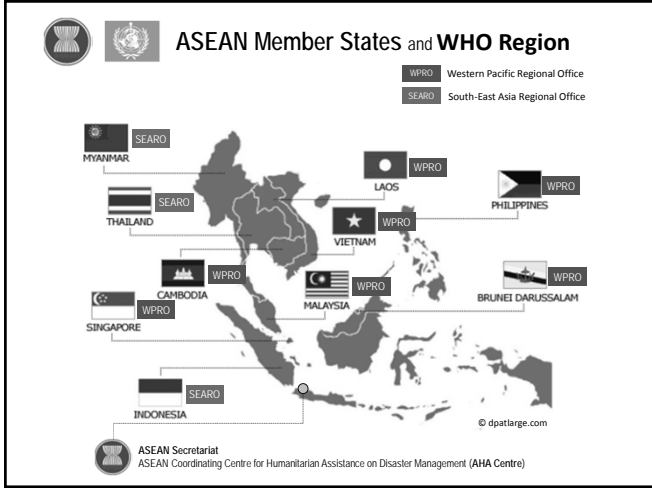 ASEAN Member States and WHO Region
WPRO Western Pacific Regional Office
SEARO South-East Asia Regional Office
SEARO
MYANMAR
WPRO
LAOS
WPRO
PHILIPPINES
SEARO
THAILAND
WPRO
VIETNAM
WPRO
CAMBODIA
WPRO
MALAYSIA
WPRO
BRUNEI DARUSSALAM
WPRO
SINGAPORE
SEARO
INDONESIA
© dpatlarge.com
ASEAN Secretariat
ASEAN Coordinating Centre for Humanitarian Assistance on Disaster Management (AHA Centre)